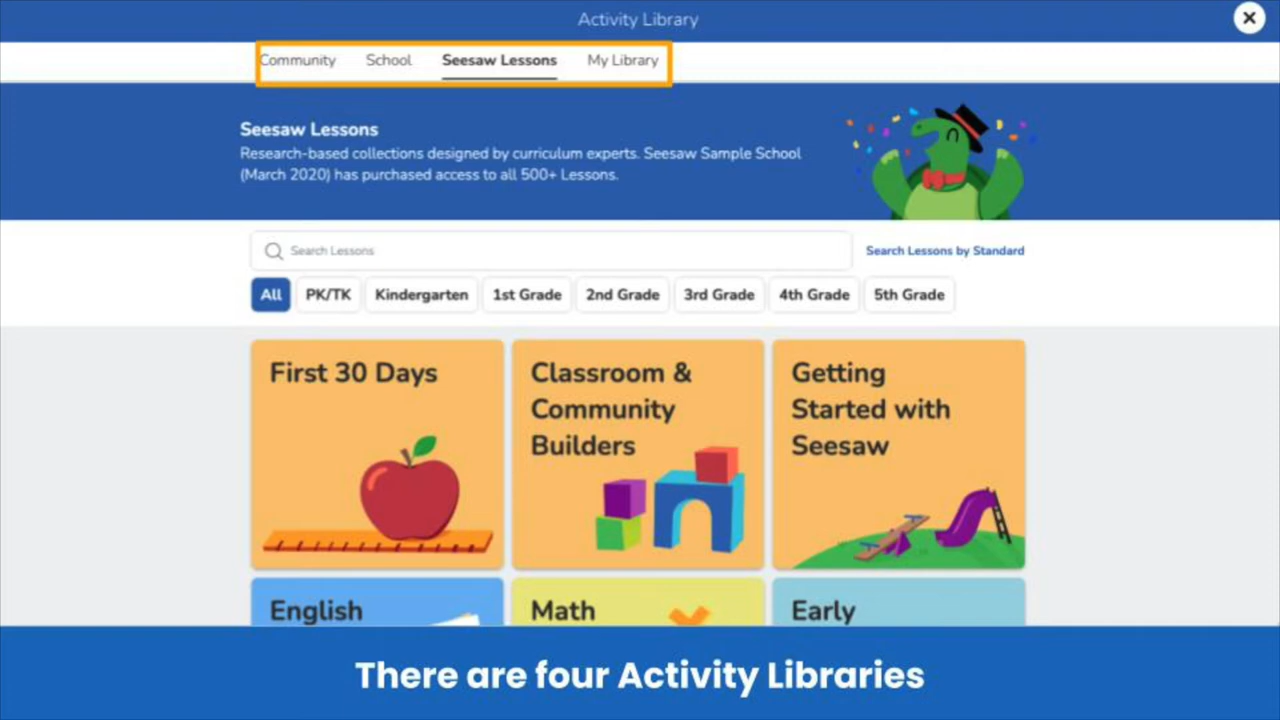 Activity Library
Community School Seesaw Lessons My Library
Seesaw Lessons
Research-based collections designed by curriculum experts. Seesaw Sample School
(March 2020) has purchased access to all 500+ Lessons.
Search Lessons
Search Lessons by Standard
All PK/TK Kindergarten 1st Grade 2nd Grade 3rd Grade 4th Grade 5th Grade
First 30 Days
Classroom &
Community
Builders
Getting
Started with
Seesaw
English
Math
Early
There are four Activity Libraries